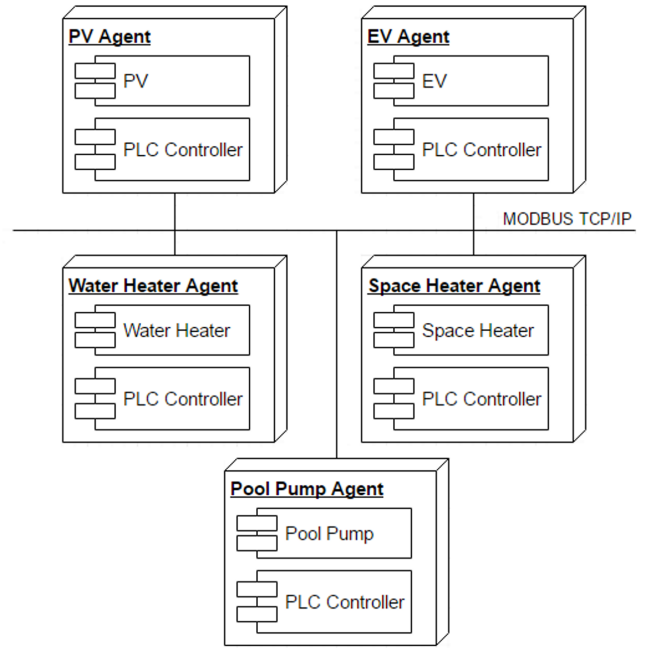 PV Agent
PV
PLC Controller
EV Agent
EV
PLC Controller
MODBUS TCP/IP
Water Heater Agent
Water Heater
PLC Controller
Space Heater Agent
Space Heater
PLC Controller
Pool Pump Agent
Pool Pump
PLC Controller